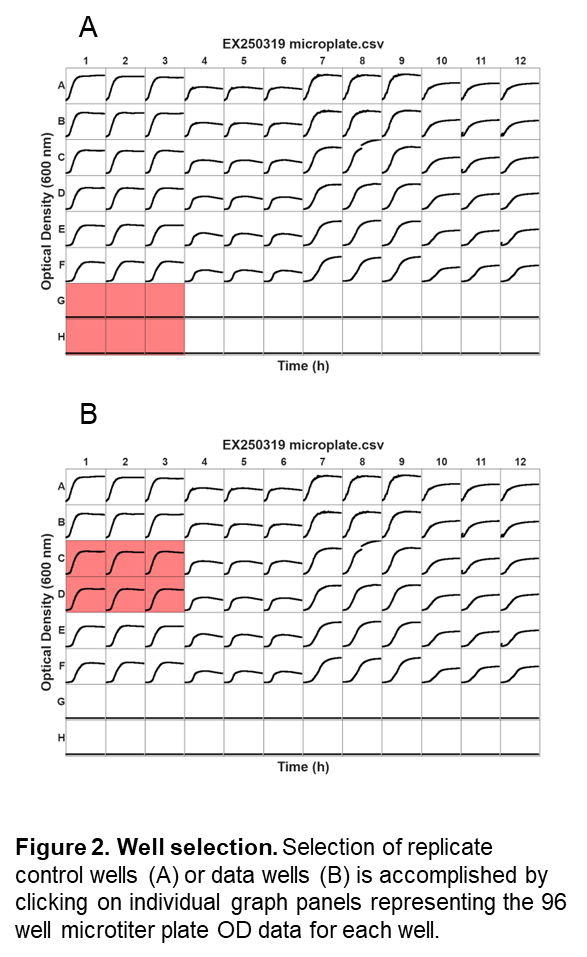 A
EX250319 microplate.csv
1 2 3 4 5 6 7 8 9 10 11 12
A
B
C
D
E
F
G
H
Optical Density (600 nm)
Time (h)
B
EX250319 microplate.csv
1 2 3 4 5 6 7 8 9 10 11 12
A
B
C
D
E
F
G
H
Optical Density (600 nm)
Time (h)
Figure 2. Well selection. Selection of replicate
control wells (A) or data wells (B) is accomplished by
clicking on individual graph panels representing the 96
well microtiter plate OD data for each well.